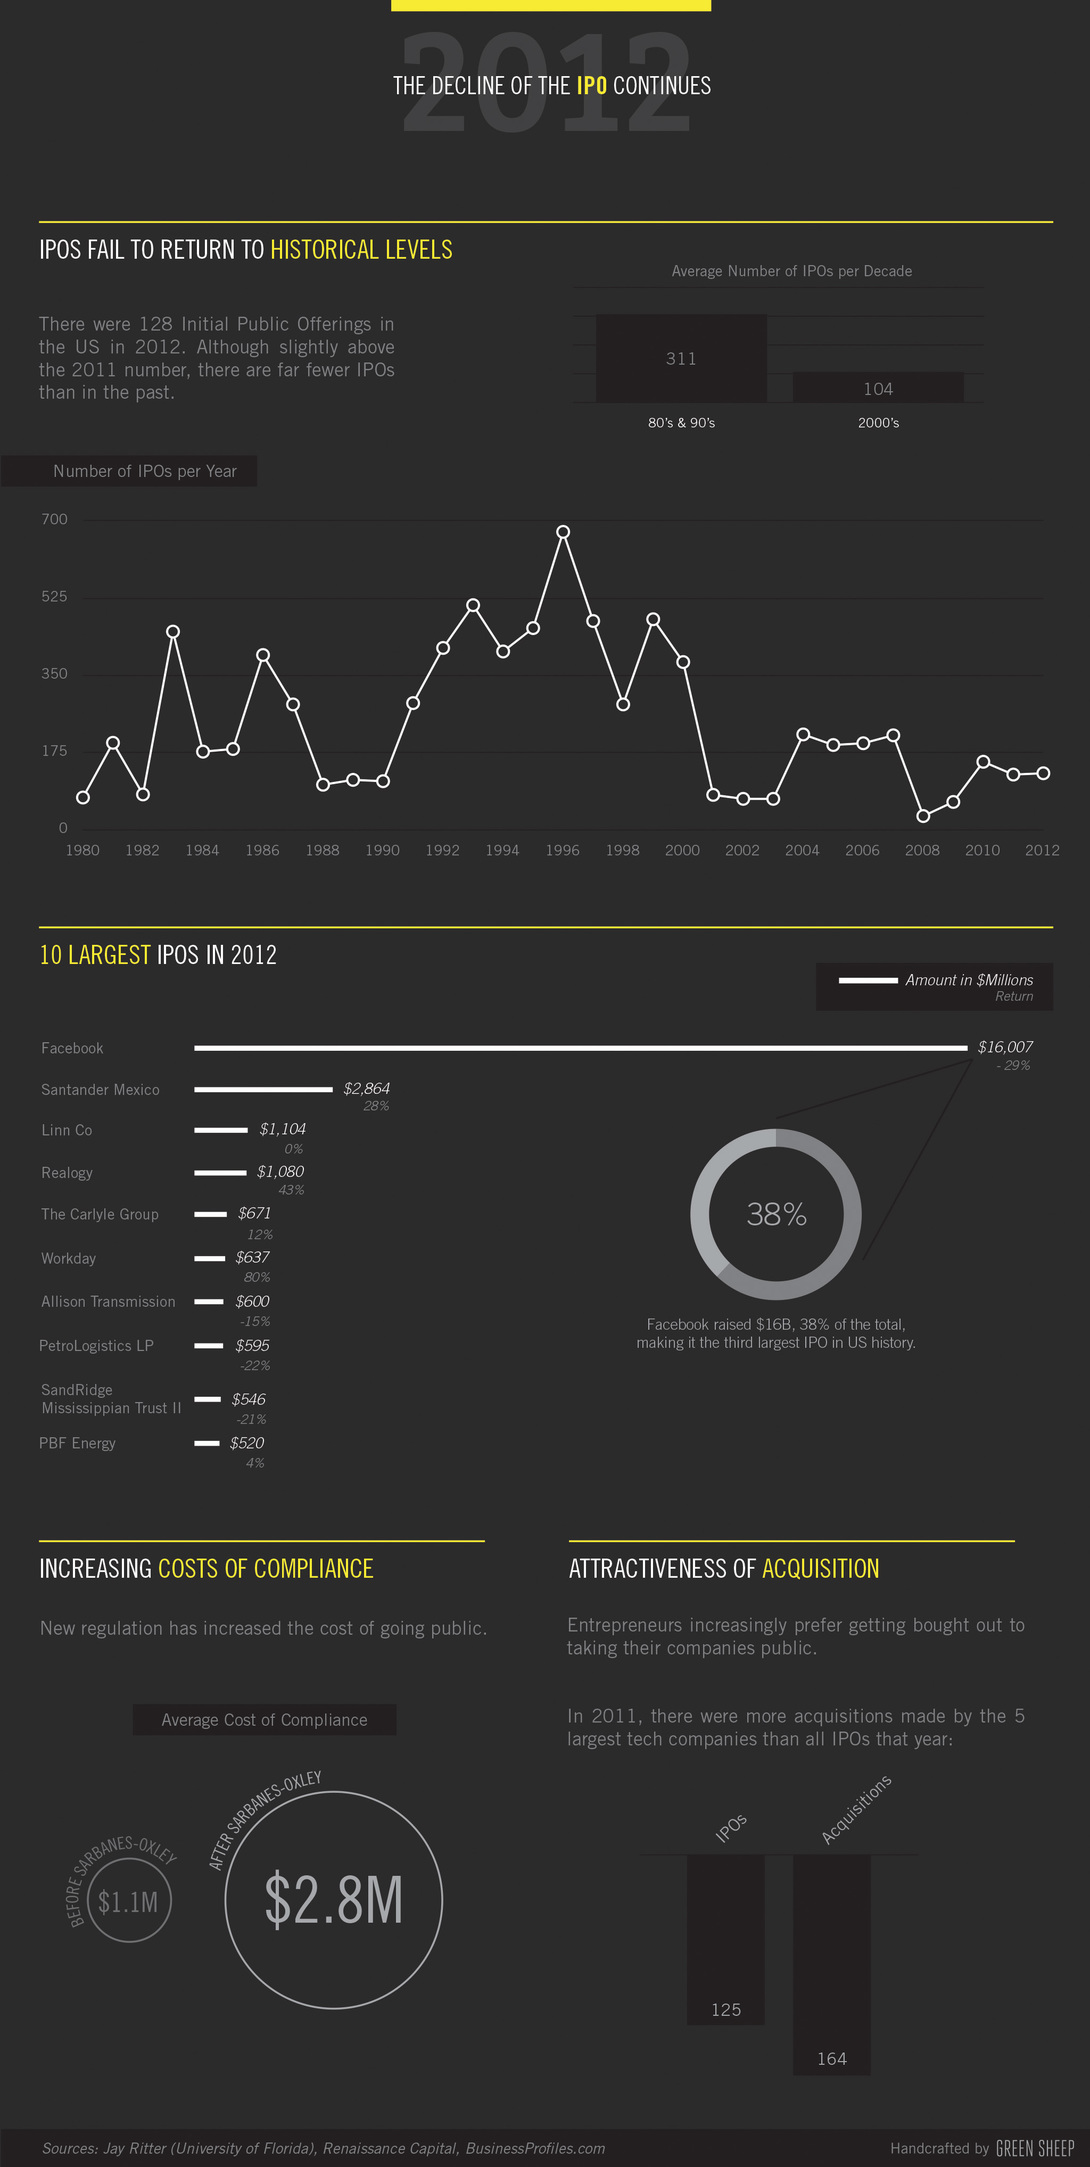 2012
THE DECLINE OF THE IPO CONTINUES
IPOS FAIL TO RETURN TO HISTORICAL LEVELS
There were 128 Initial Public Offerings in
the US in 2012. Although slightly above
the 2011 number, there are far fewer IPOs
than in the past.
Average Number of IPOs per Decade
311
104
80's & 90's
2000's
Number of IPOs per Year
700
525
350
175
0
1980 1982 1984 1986 1988 1990 1992 1994 1996 1998 2000 2002 2004 2006 2008 2010 2012
10 LARGEST IPOS IN 2012
Amount in $Millions
Return
Facebook $16,007
- 29%
Santander Mexico $2,864
28%
Linn Co $1,104
0%
Realogy $1,080
43%
The Carlyle Group $671
12%
Workday $637
80%
Allison Transmission $600
-15%
PetroLogistics LP $595
-22%
SandRidge
Mississippian Trust II $546
-21%
PBF Energy $520
4%
38%
Facebook raised $16B, 38% of the total,
making it the third largest IPO in US history.
INCREASING COSTS OF COMPLIANCE
New regulation has increased the cost of going public.
Average Cost of Compliance
BEFORE SARBANES-OXLEY
$1.1M
AFTER SARBANES-OXLEY
$2.8M
ATTRACTIVENESS OF ACQUISITION
Entrepreneurs increasingly prefer getting bought out to
taking their companies public.
In 2011, there were more acquisitions made by the 5
largest tech companies than all IPOs that year:
IPOs
Acquisitions
125
164
Sources: Jay Ritter (University of Florida), Renaissance Capital, BusinessProfiles.com
Handcrafted by GREEN SHEEP